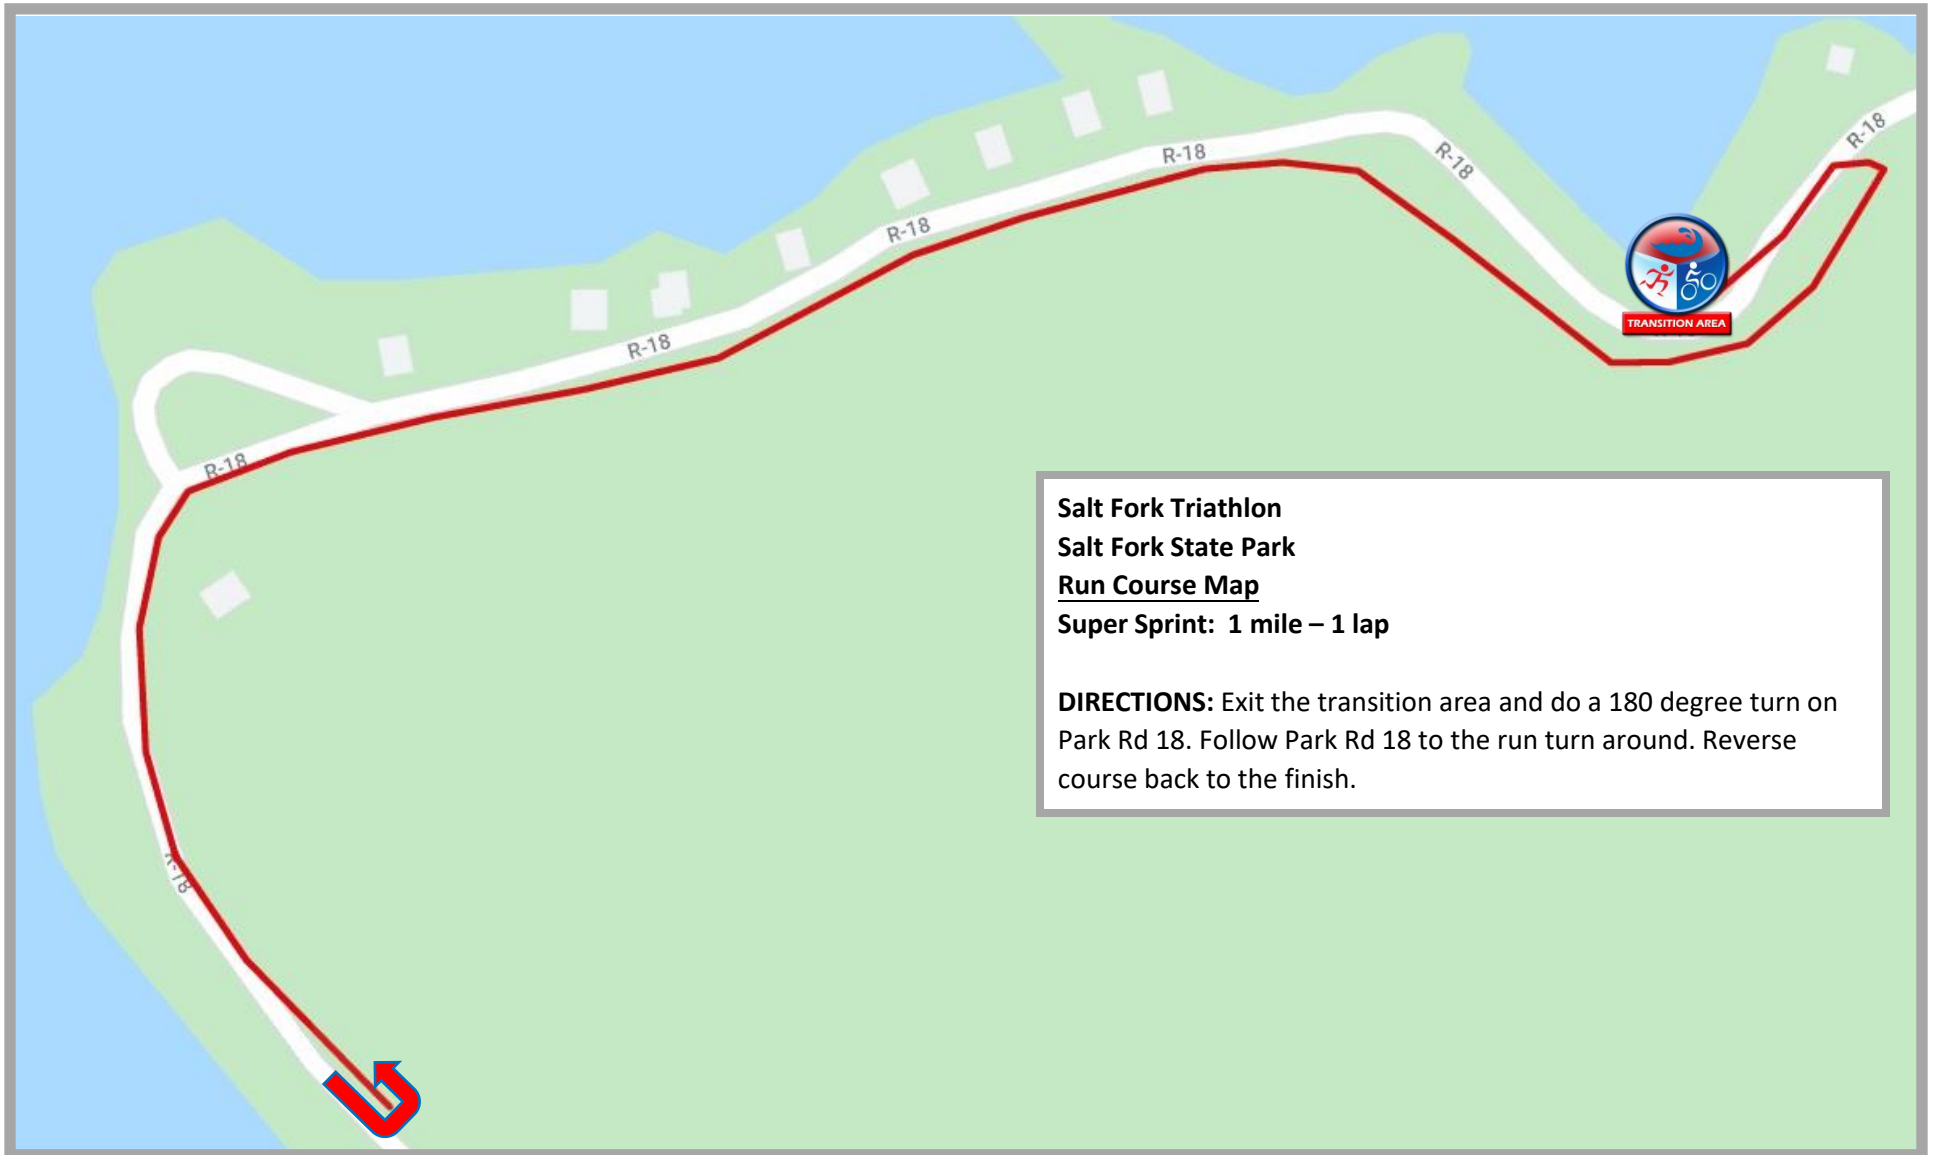 R-18
R-18
R-18
R-18
R-18
R-18
R-18
TRANSITION AREA
Salt Fork Triathlon
Salt Fork State Park
Run Course Map
Super Sprint:  1 mile – 1 lap
DIRECTIONS: Exit the transition area and do a 180 degree turn on
Park Rd 18. Follow Park Rd 18 to the run turn around. Reverse
course back to the finish.